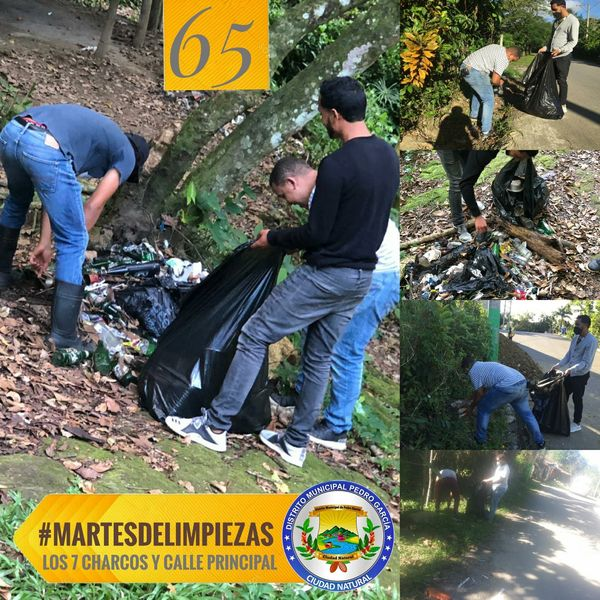 65
#MARTESDELIMPIEZAS
LOS 7 CHARCOS Y CALLE PRINCIPAL
DISTRITO MUNICIPAL PEDRO GARCÍA
CIUDAD NATURAL